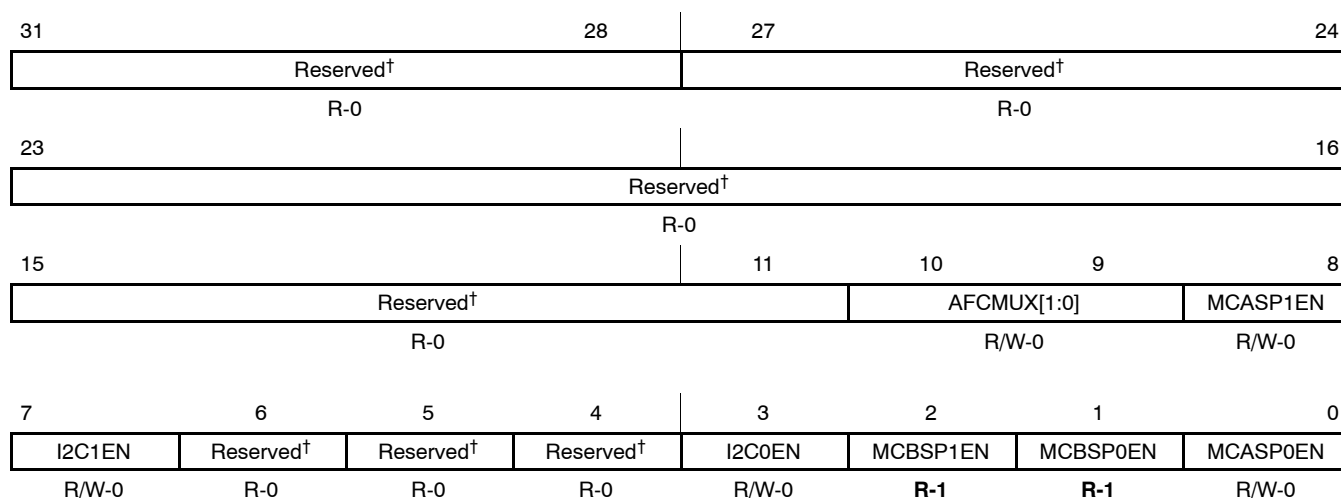 31 28 27 24
Reserved† Reserved†
R-0 R-0
23 16
Reserved†
R-0
15 11 10 9 8
Reserved† AFCMUX[1:0] MCASP1EN
R-0 R/W-0 R/W-0
7 6 5 4 3 2 1 0
I2C1EN Reserved† Reserved† Reserved† I2C0EN MCBSP1EN MCBSP0EN MCASP0EN
R/W-0 R-0 R-0 R-0 R/W-0 R-1 R-1 R/W-0